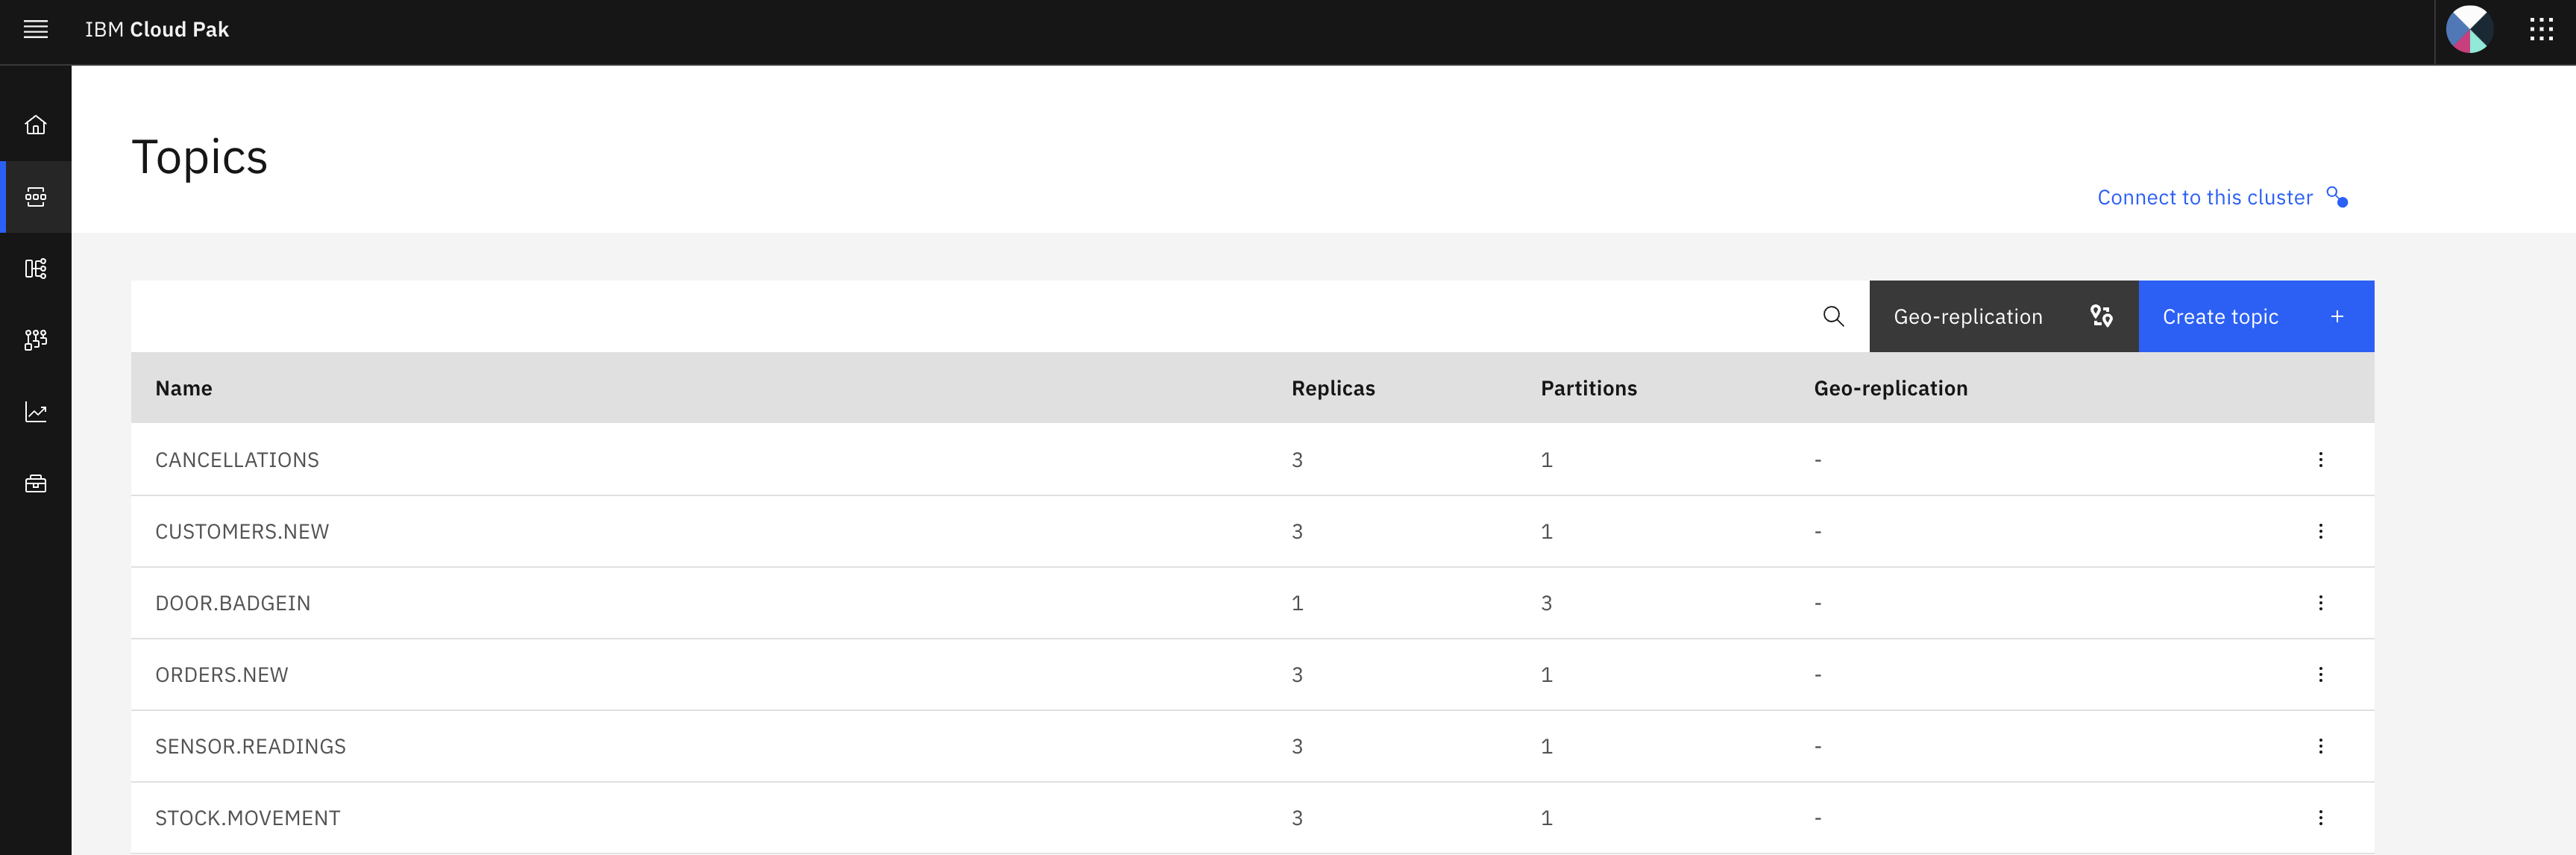 IBM Cloud Pak
Topics
Connect to this cluster
Geo-replication
Create topic +
Name Replicas Partitions Geo-replication
CANCELLATIONS 3 1 -
CUSTOMERS.NEW 3 1 -
DOOR.BADGEIN 1 3 -
ORDERS.NEW 3 1 -
SENSOR.READINGS 3 1 -
STOCK.MOVEMENT 3 1 -